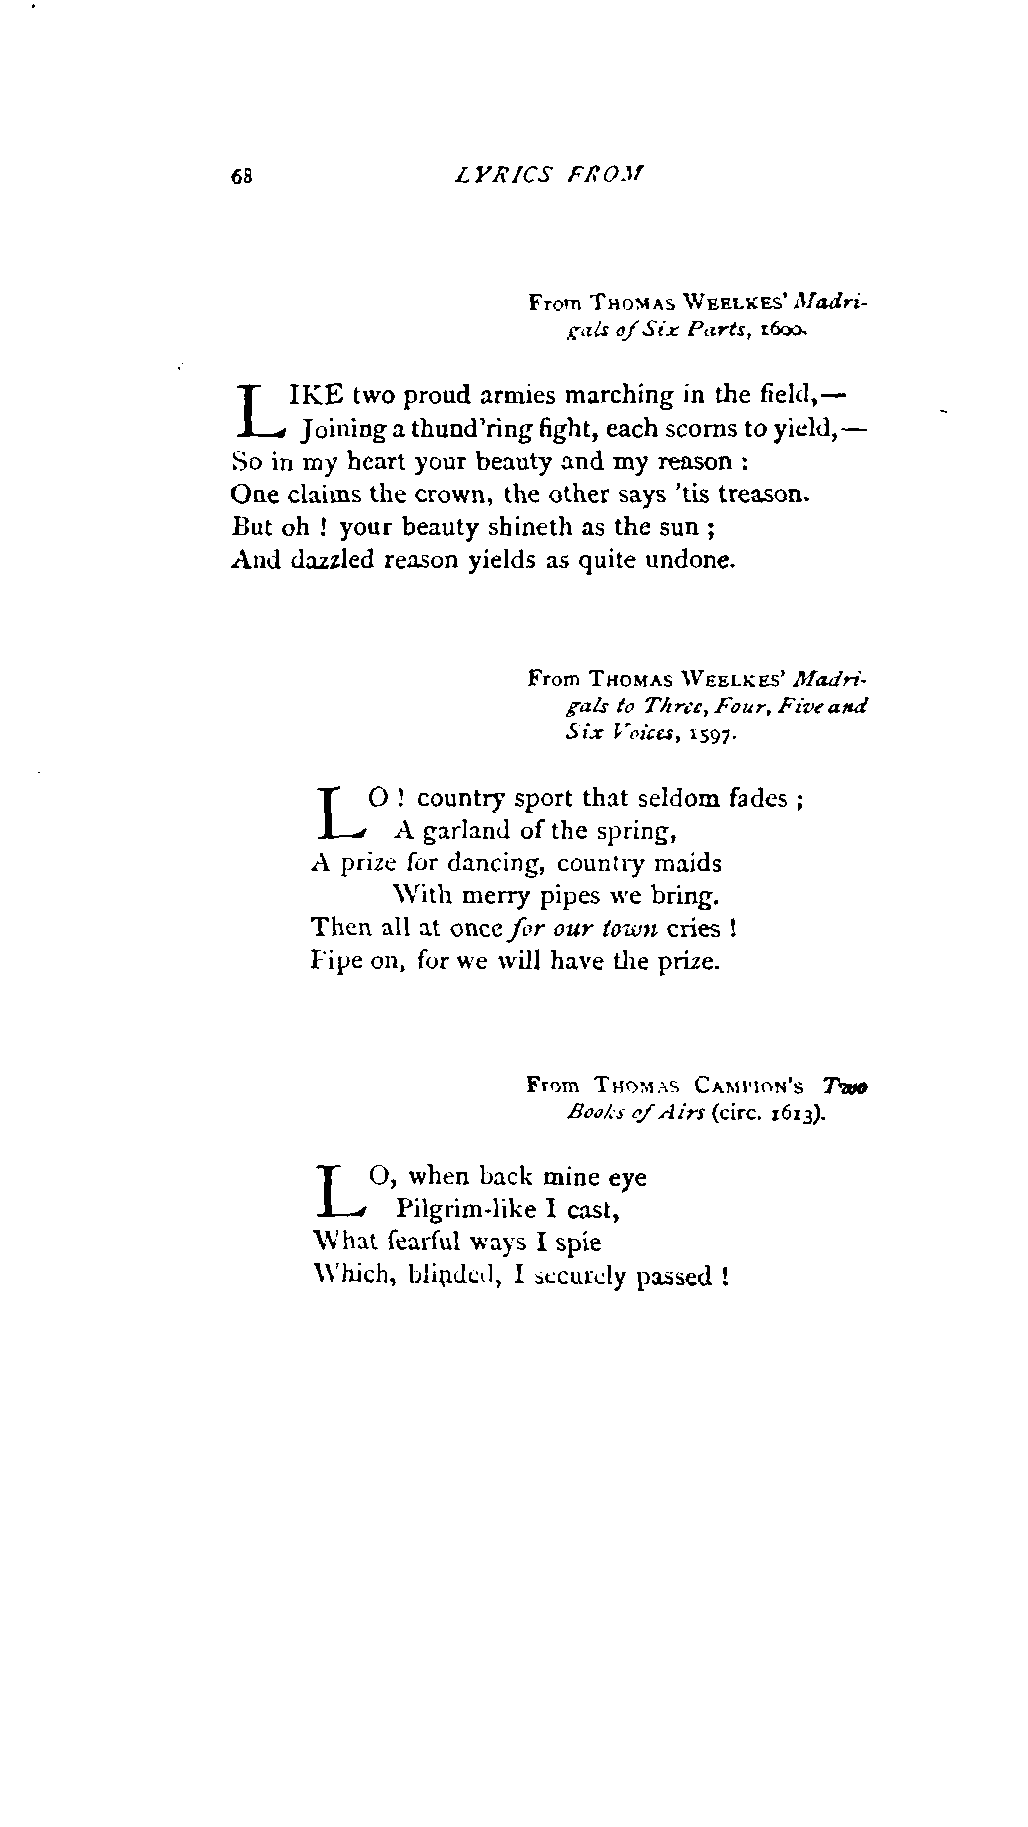 68 LYRICS FROM
From THOMAS WEELKES' Madri-
gals of Six Parts, 1600.
LIKE two proud armies marching in the field,—
Joining a thund'ring fight, each scorns to yield,—
So in my heart your beauty and my reason :
One claims the crown, the other says 'tis treason.
But oh ! your beauty shineth as the sun ;
And dazzled reason yields as quite undone.
From THOMAS WEELKES' Madri-
gals to Three, Four, Five and
Six Voices, 1597.
LO ! country sport that seldom fades ;
A garland of the spring,
A prize for dancing, country maids
With merry pipes we bring.
Then all at once for our town cries !
Pipe on, for we will have the prize.
From THOMAS CAMPION'S Two
Books of Airs (circ. 1613).
LO, when back mine eye
Pilgrim-like I cast,
What fearful ways I spie
Which, blinded, I securely passed !